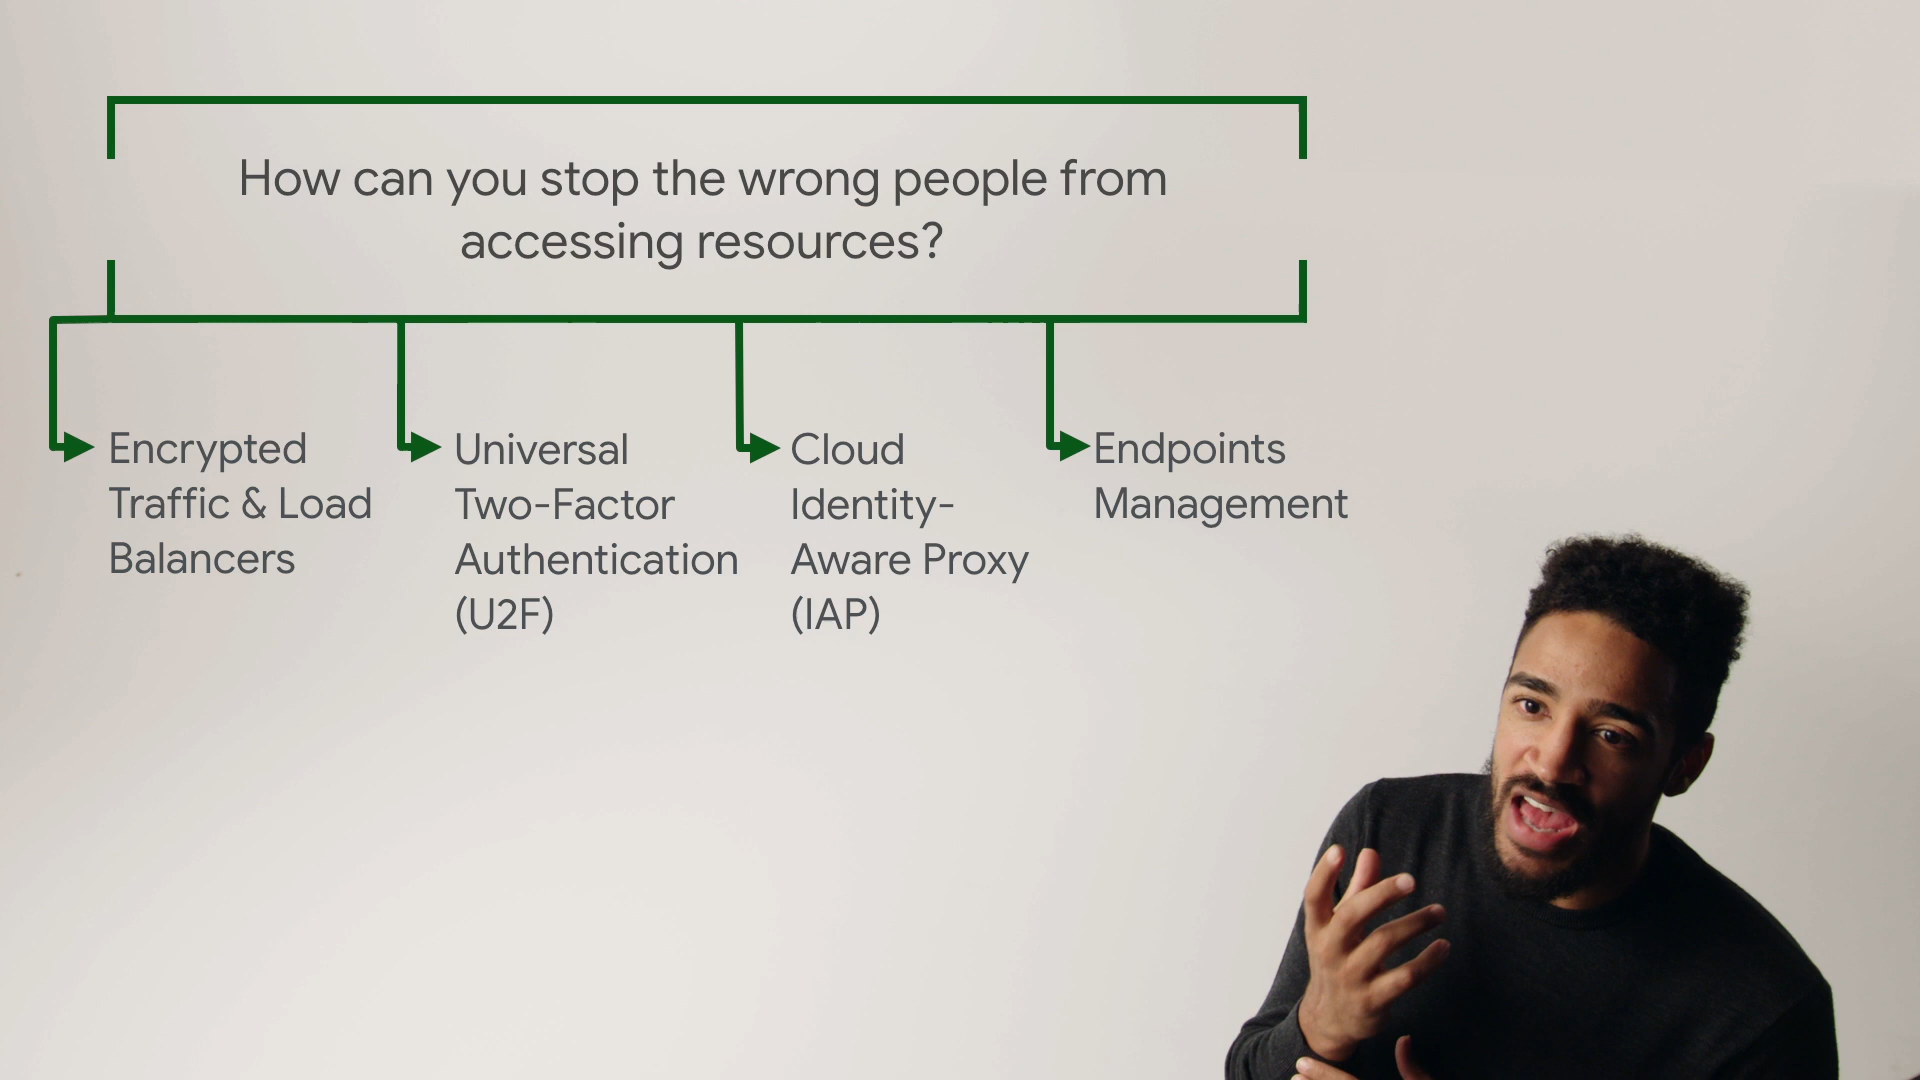 How can you stop the wrong people from
accessing resources?
Encrypted
Traffic & Load
Balancers
Universal
Two-Factor
Authentication
(U2F)
Cloud
Identity-
Aware Proxy
(IAP)
Endpoints
Management